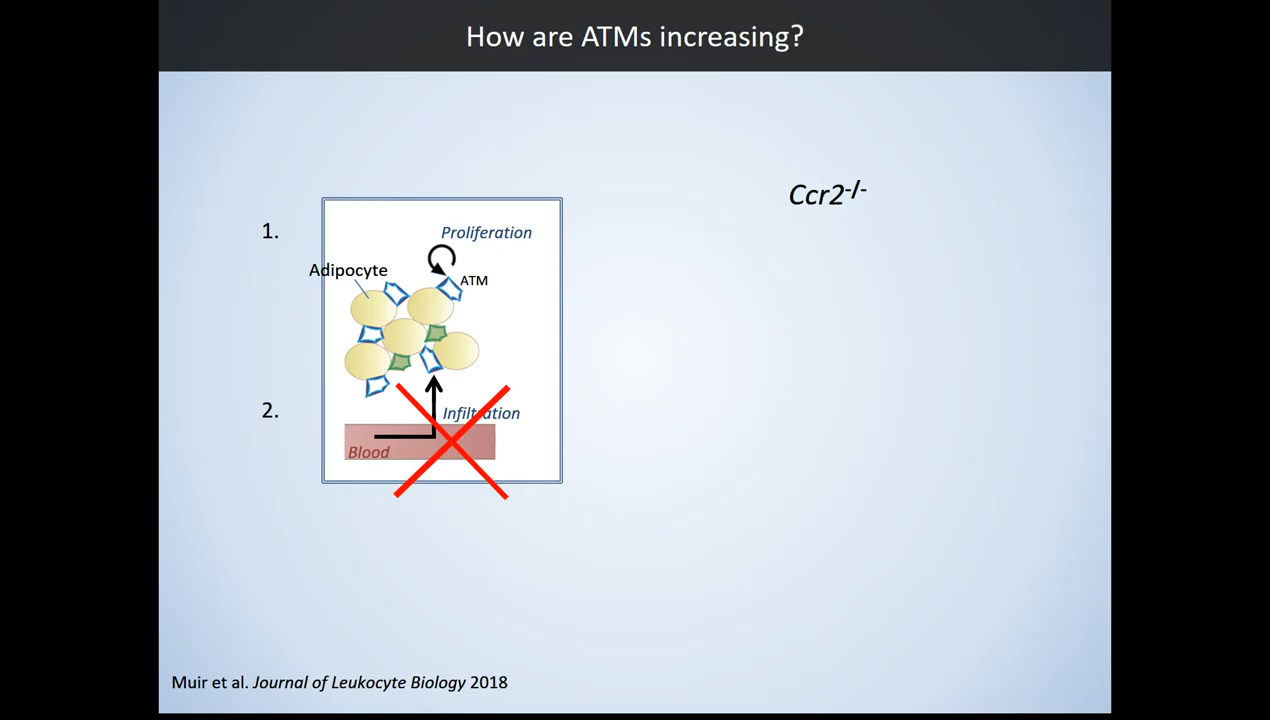 How are ATMs increasing?
Ccr2-/-
1.
Proliferation
Adipocyte
ATM
2.
Infiltration
Blood
Muir et al. Journal of Leukocyte Biology 2018